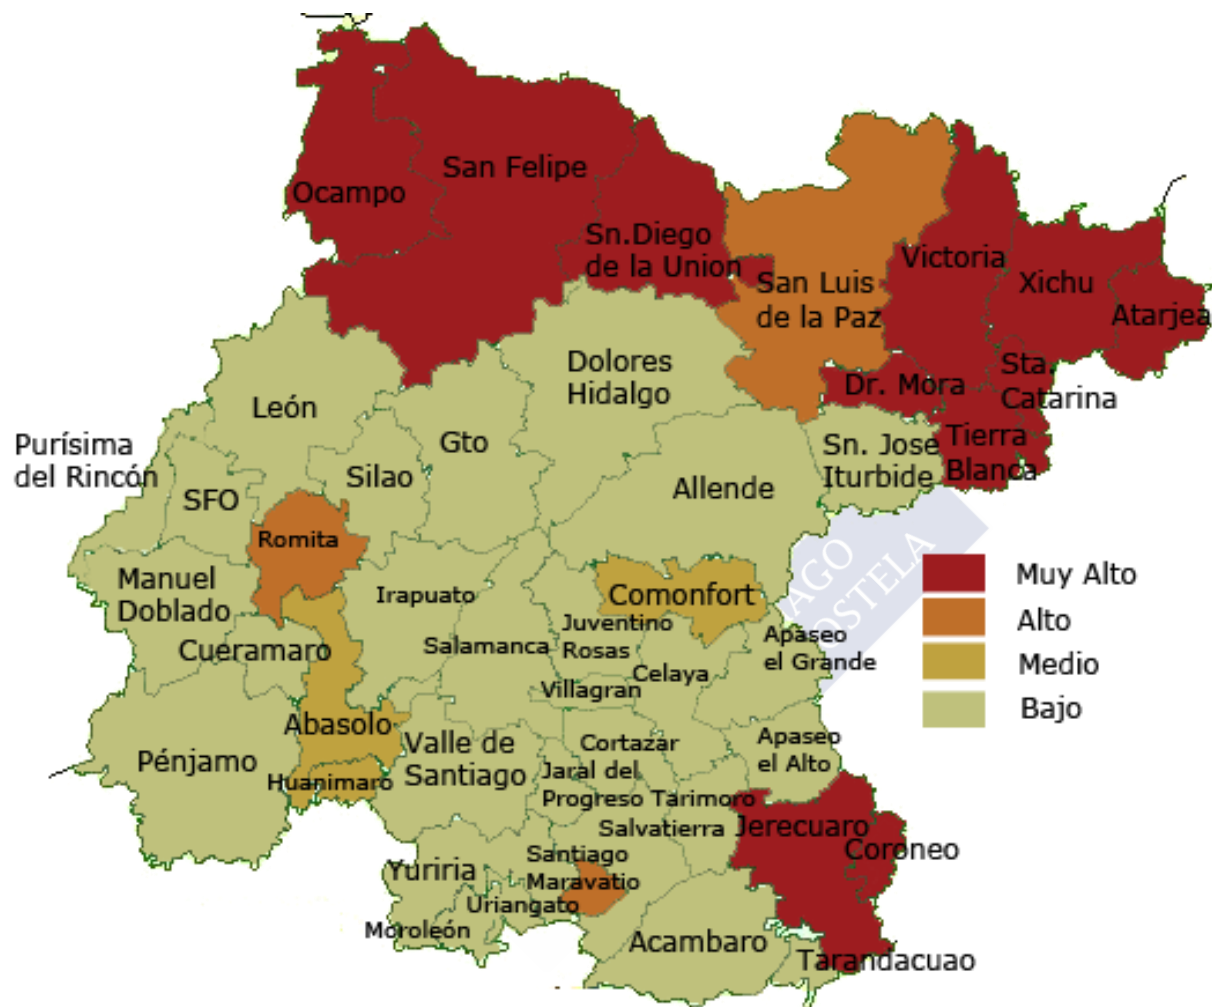 San Felipe
Ocampo
Sn.Diego
de la Union
Victoria
San Luis
de la Paz
Xichu
Atarjea
Dolores
Hidalgo
Dr. Mora
Sta.
Catarina
León
Gto
Purísima
del Rincón
Silao
Sn. Jose
Iturbide
Tierra
Blanca
SFO
Allende
Romita
AGO
OSTELA
Manuel
Doblado
Irapuato
Comonfort
Muy Alto
Alto
Medio
Bajo
Cueramaro
Salamanca
Juventino
Rosas
Celaya
Apaseo
el Grande
Villagran
Abasolo
Pénjamo
Huanimaro
Valle de
Santiago
Cortazar
Apaseo
el Alto
Jaral del
Progreso
Tarimoro
Salvatierra
Jerecuaro
Coroneo
Yuriria
Santiago
Maravatio
Uriangato
Moroleón
Acambaro
Tarandacuao